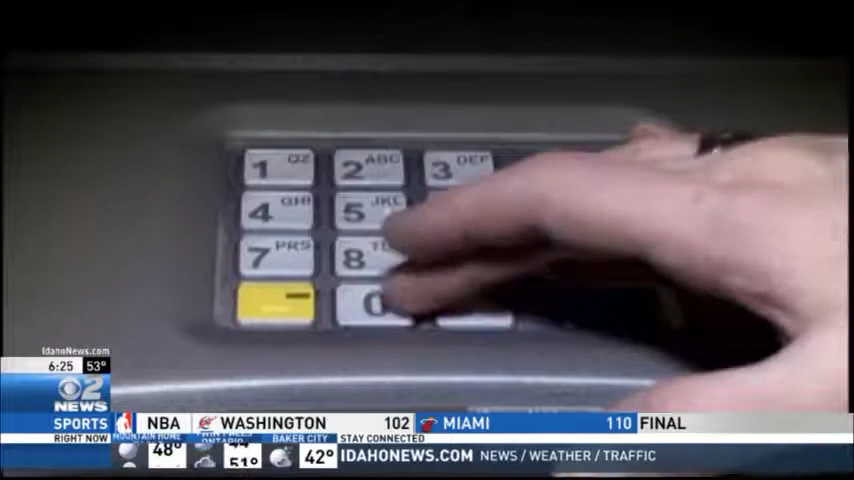 1 QZ 2 ABC 3 DEF
4 GHI 5 JKL
7 PRS 8
0
IdahoNews.com
6:25 53°
2
NEWS
SPORTS NBA WASHINGTON 102 MIAMI 110 FINAL
RIGHT NOW MOUNTAIN HOME ONTARIO BAKER CITY STAY CONNECTED
48° 51° 42° IDAHONEWS.COM NEWS / WEATHER / TRAFFIC